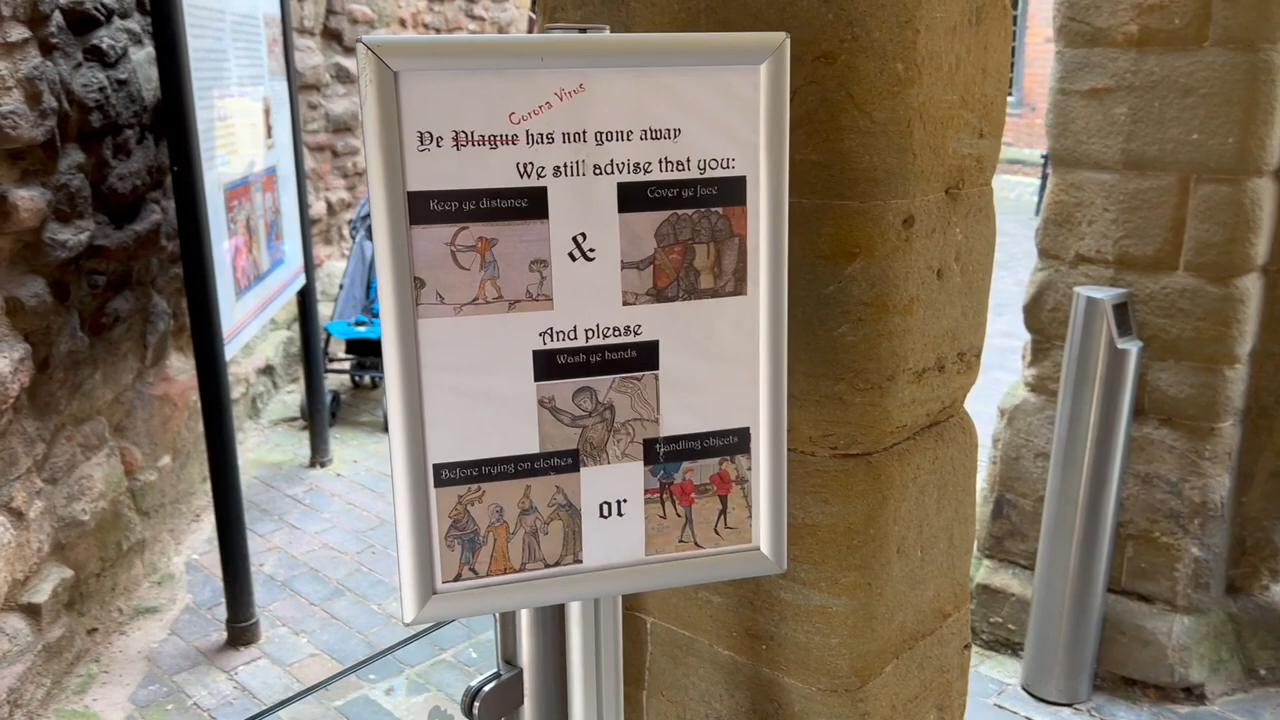 Corona Virus
Ye Plague has not gone away
We still advise that you:
Keep ye distance
&
Cover ye face
And please
Wash ye hands
Before trying on clothes
or
Handling objects